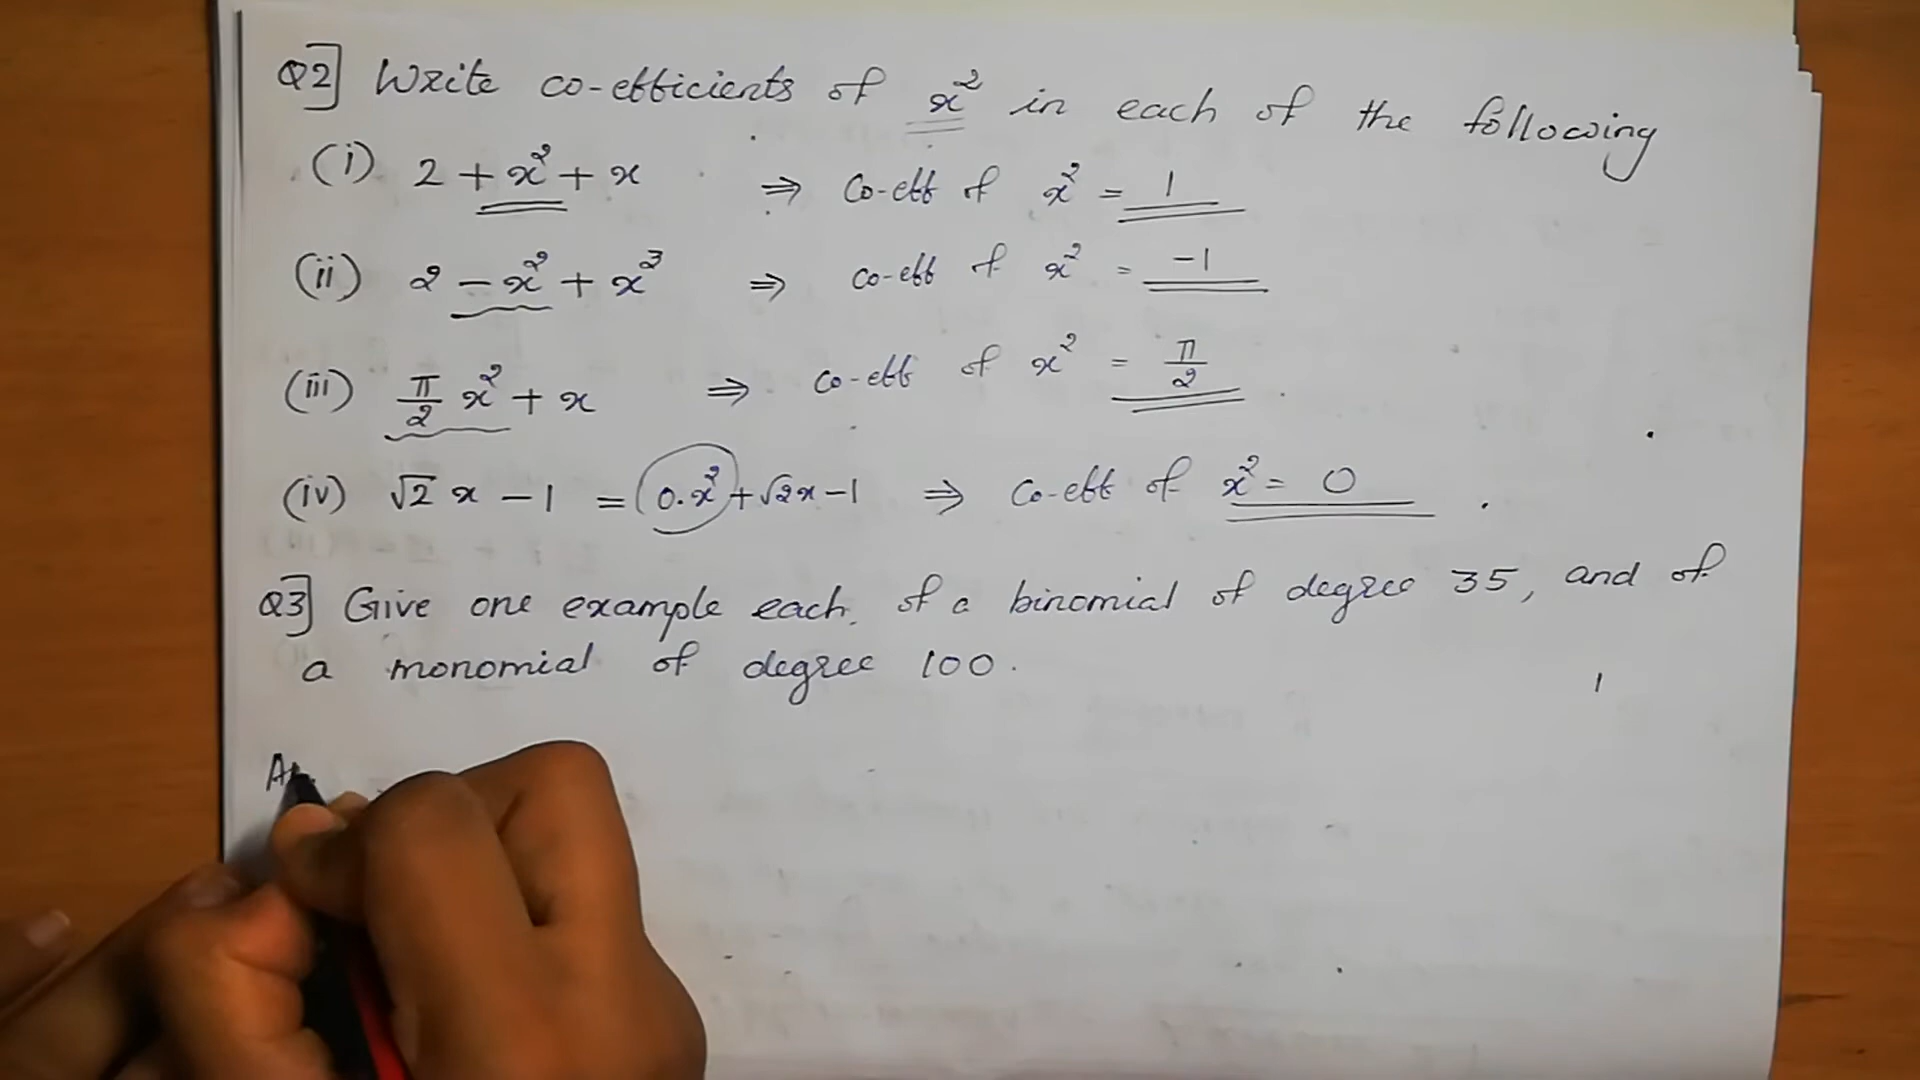 Q2] Write co-efficients of x² in each of the following
(i) 2 + x² + x ⇒ Co-eff of x² = 1
(ii) 2 - x² + x³ ⇒ co-eff of x² = -1
(iii) π/2 x² + x ⇒ co-eff of x² = π/2
(iv) √2 x - 1 = 0.x² + √2x - 1 ⇒ Co-eff of x² = 0
Q3] Give one example each of a binomial of degree 35, and of
a monomial of degree 100.